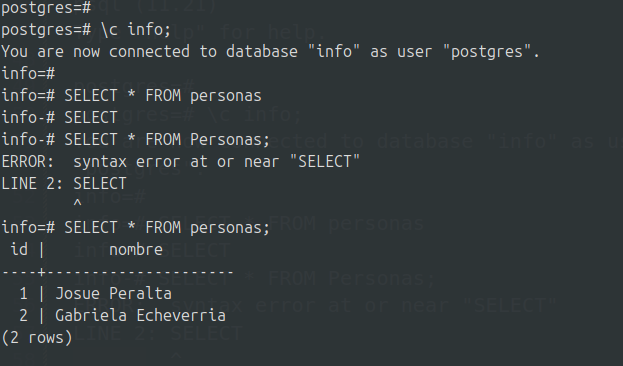 postgres=#
postgres=# \c info;
You are now connected to database "info" as user "postgres".
info=#
info=# SELECT * FROM personas
info-# SELECT
info-# SELECT * FROM Personas;
ERROR:  syntax error at or near "SELECT"
LINE 2: SELECT
        ^
info=# SELECT * FROM personas;
 id |       nombre
----+---------------------
  1 | Josue Peralta
  2 | Gabriela Echeverria
(2 rows)